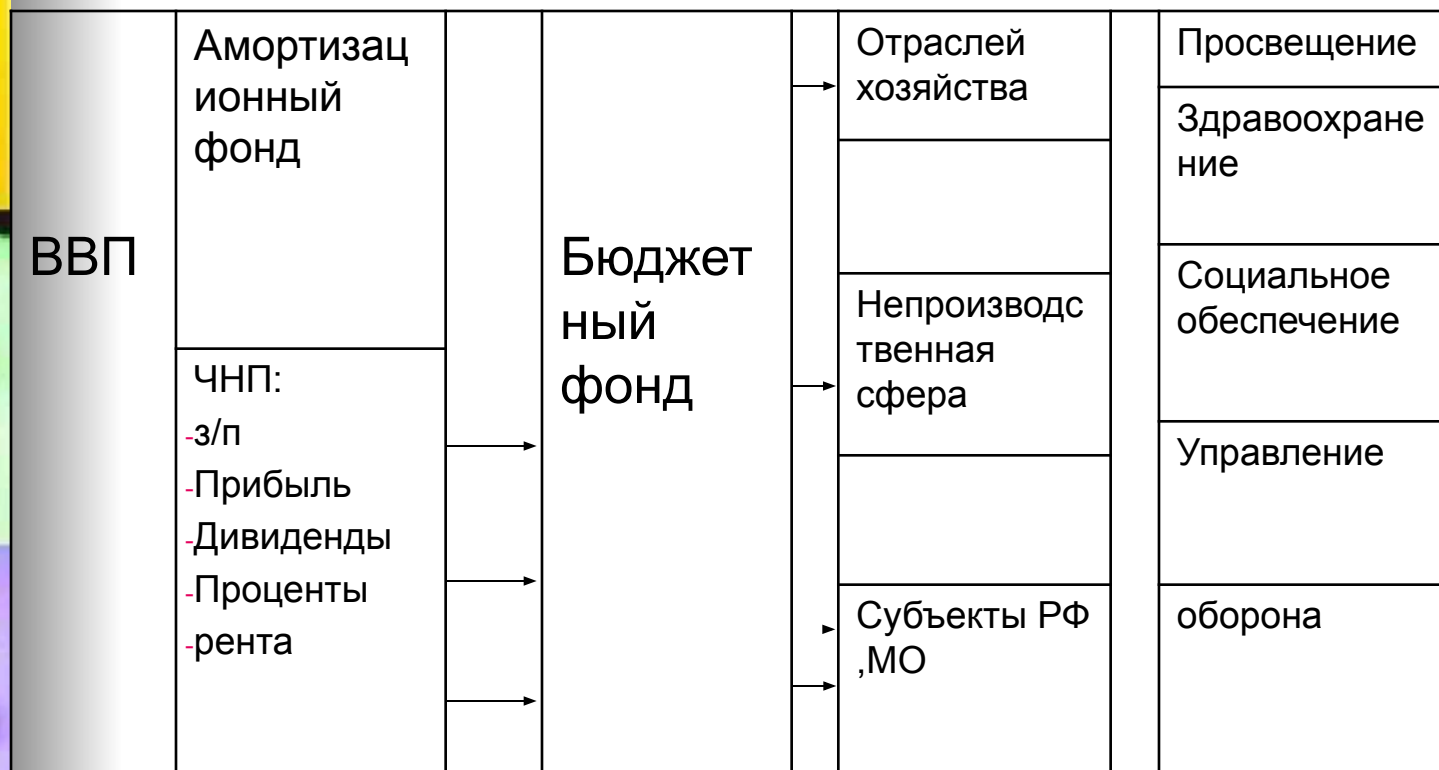 ВВП
Амортизац
ионный
фонд
ЧНП:
-з/п
-Прибыль
-Дивиденды
-Проценты
-рента
Бюджет
ный
фонд
Отраслей
хозяйства
Непроизводс
твенная
сфера
Субъекты РФ
,МО
Просвещение
Здравоохране
ние
Социальное
обеспечение
Управление
оборона